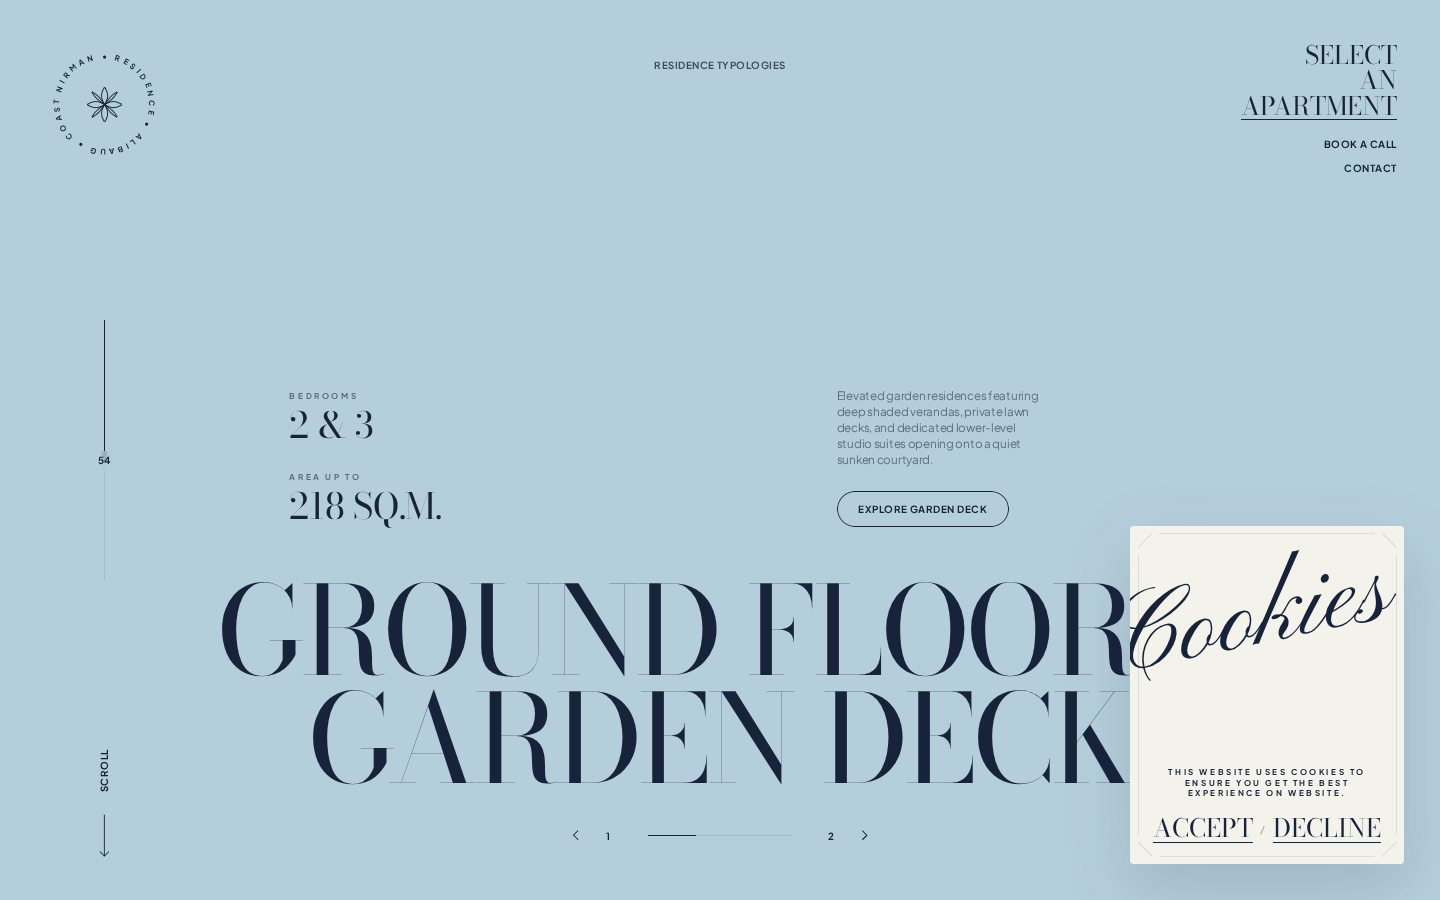 COAST NIRMAN • RESIDENCE • ALIBAUG •
RESIDENCE TYPOLOGIES
SELECT
AN
APARTMENT
BOOK A CALL
CONTACT
54
BEDROOMS
2 & 3
AREA UP TO
218 SQ.M.
Elevated garden residences featuring
deep shaded verandas, private lawn
decks, and dedicated lower-level
studio suites opening onto a quiet
sunken courtyard.
EXPLORE GARDEN DECK
GROUND FLOOR
GARDEN DECK
SCROLL
1
2
Cookies
THIS WEBSITE USES COOKIES TO
ENSURE YOU GET THE BEST
EXPERIENCE ON WEBSITE.
ACCEPT / DECLINE